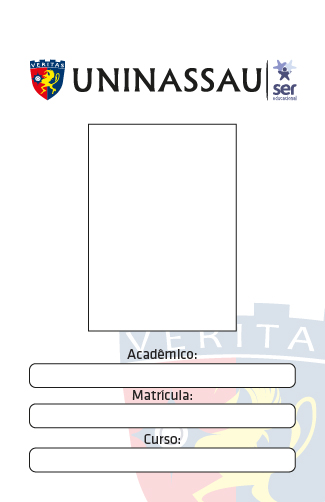 VERITAS UNINASSAU ser
educacional
VERITA
Acadêmico:
Matrícula:
Curso: